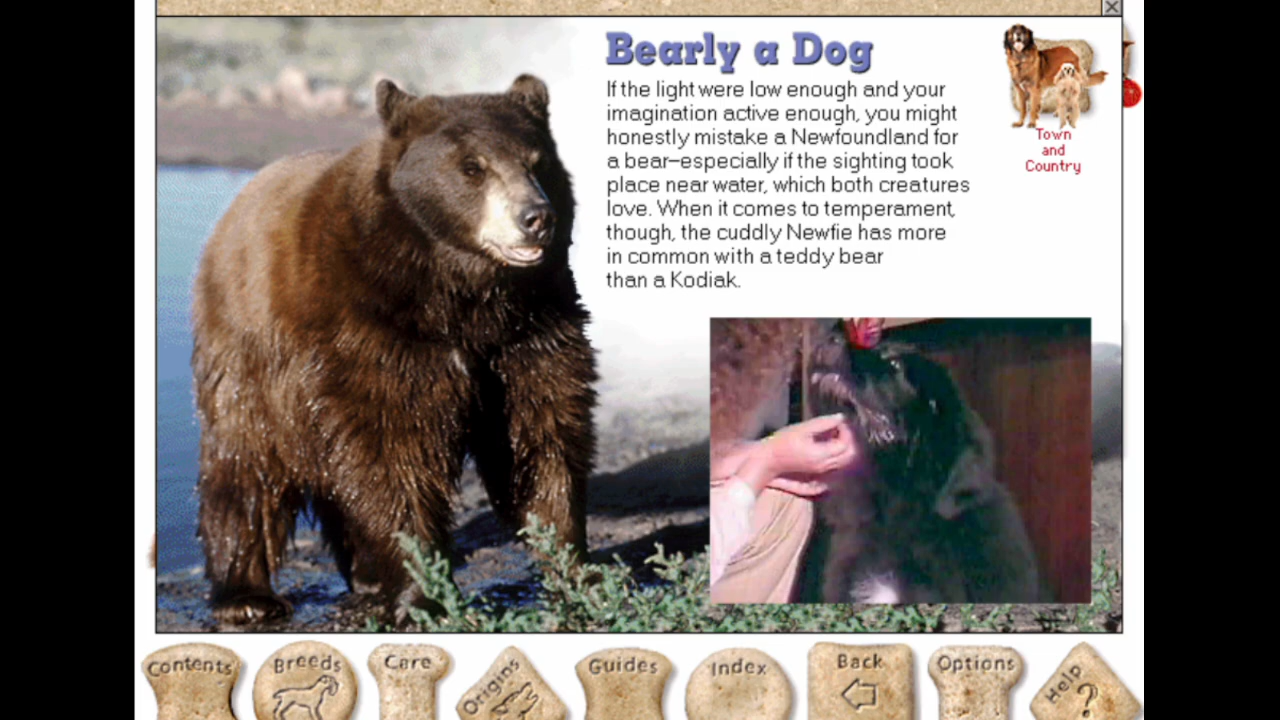 Bearly a Dog
If the light were low enough and your
imagination active enough, you might
honestly mistake a Newfoundland for
a bear–especially if the sighting took
place near water, which both creatures
love. When it comes to temperament,
though, the cuddly Newfie has more
in common with a teddy bear
than a Kodiak.
Town
and
Country
Contents
Breeds
Care
Origins
Guides
Index
Back
Options
Help
?